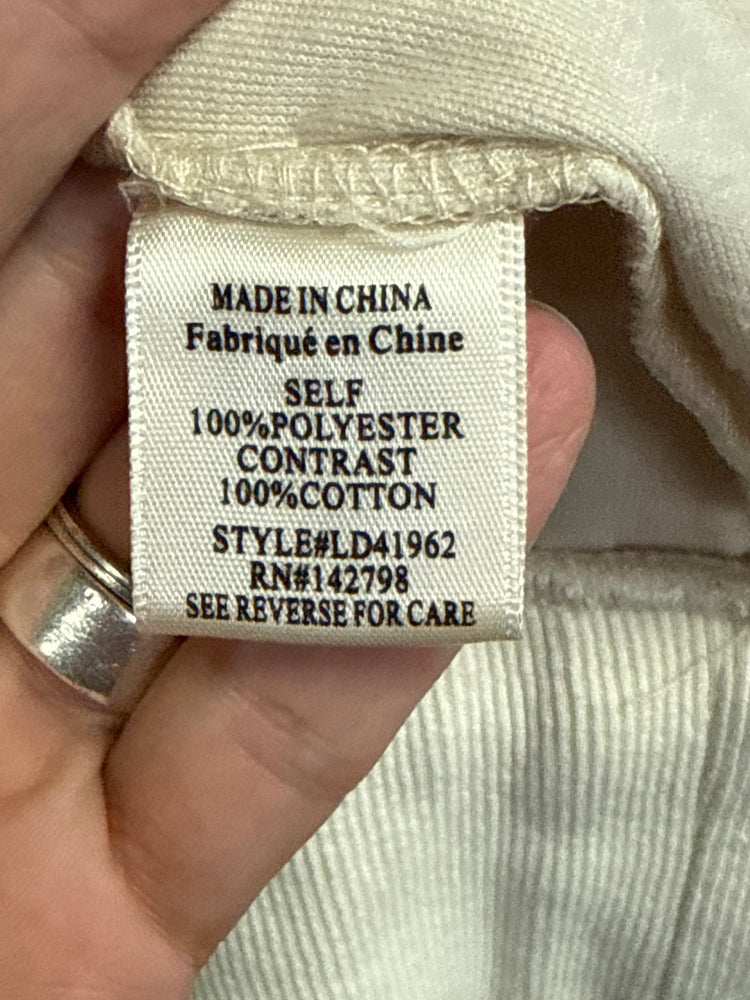 MADE IN CHINA
Fabriqué en Chine
SELF
100%POLYESTER
CONTRAST
100%COTTON
STYLE#LD41962
RN#142798
SEE REVERSE FOR CARE